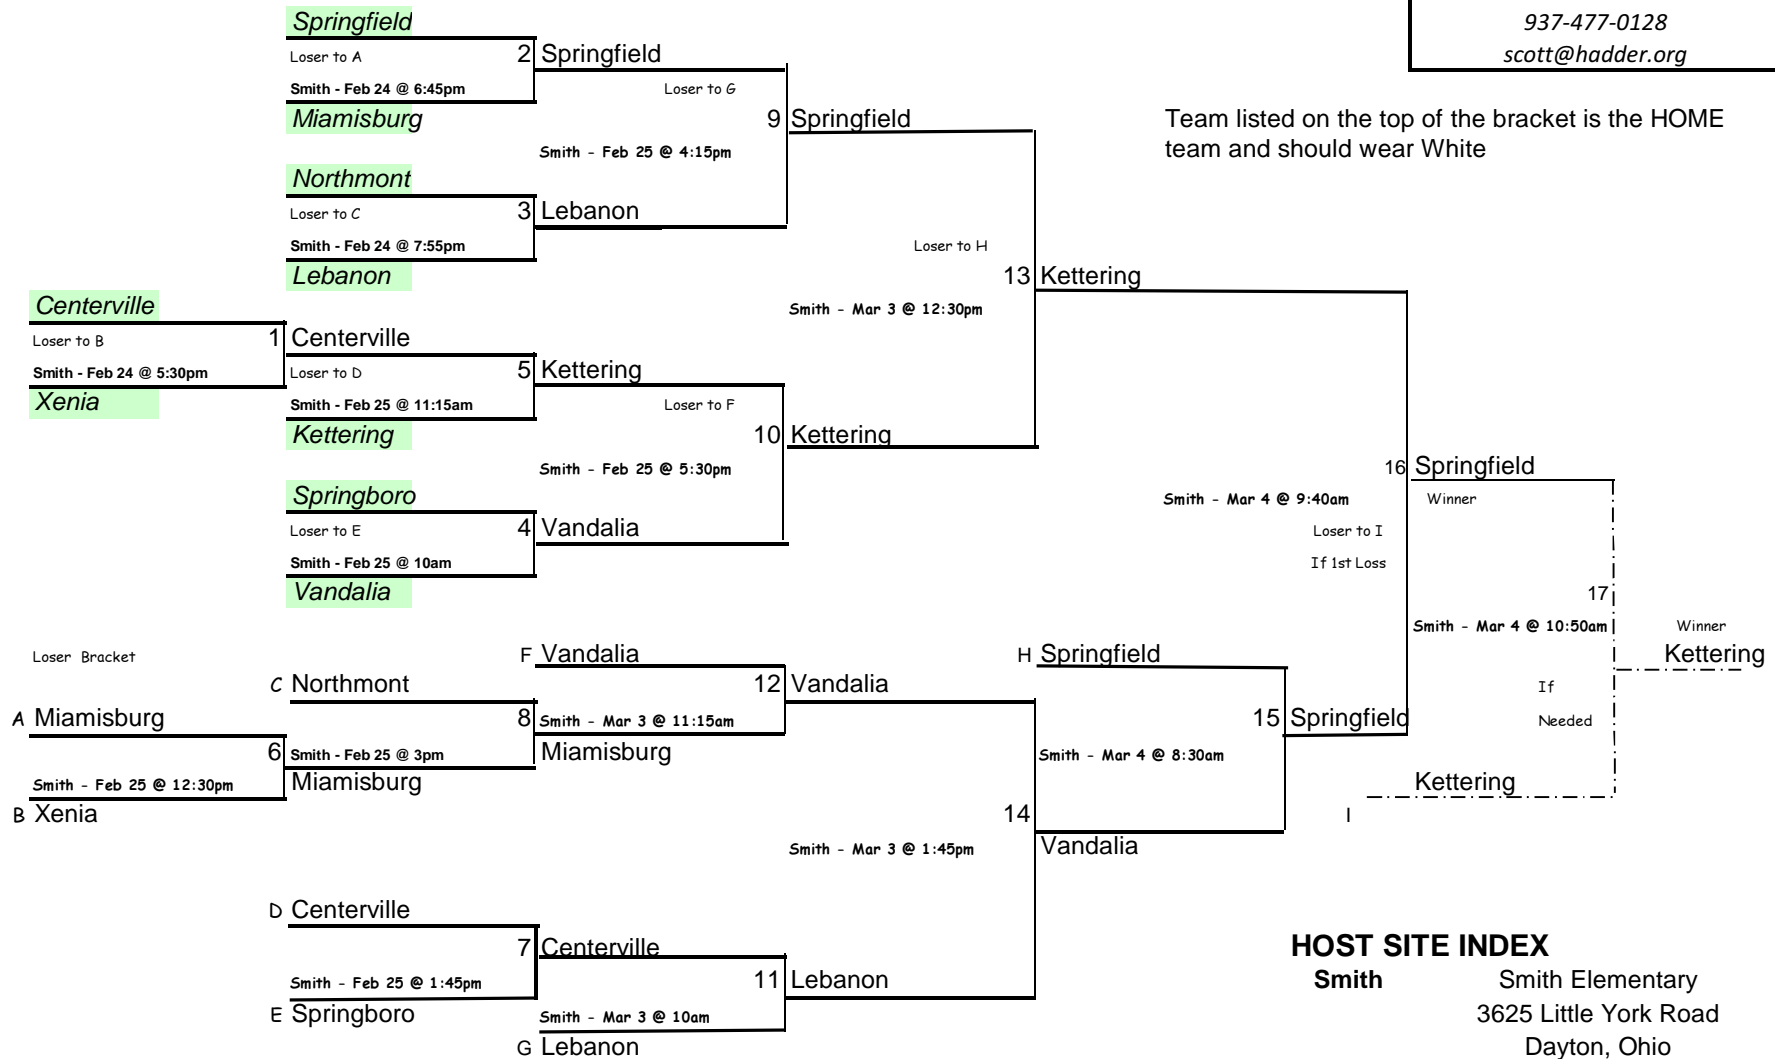 937-477-0128
scott@hadder.org
Team listed on the top of the bracket is the HOME
team and should wear White
Springfield
Loser to A
2 Springfield
Smith - Feb 24 @ 6:45pm
Miamisburg
Loser to G
9 Springfield
Smith - Feb 25 @ 4:15pm
Northmont
Loser to C
3 Lebanon
Smith - Feb 24 @ 7:55pm
Lebanon
Loser to H
13 Kettering
Smith - Mar 3 @ 12:30pm
Centerville
Loser to B
1 Centerville
Smith - Feb 24 @ 5:30pm
Xenia
Loser to D
5 Kettering
Smith - Feb 25 @ 11:15am
Kettering
Loser to F
10 Kettering
Smith - Feb 25 @ 5:30pm
Springboro
Loser to E
4 Vandalia
Smith - Feb 25 @ 10am
Vandalia
16 Springfield
Smith - Mar 4 @ 9:40am
Winner
Loser to I
If 1st Loss
17
Smith - Mar 4 @ 10:50am
Winner
Kettering
If
Needed
Kettering
I
Loser Bracket
F Vandalia
12 Vandalia
C Northmont
8 Smith - Mar 3 @ 11:15am
A Miamisburg
6 Smith - Feb 25 @ 3pm
Miamisburg
Smith - Feb 25 @ 12:30pm
Miamisburg
B Xenia
H Springfield
15 Springfield
Smith - Mar 4 @ 8:30am
14
Vandalia
Smith - Mar 3 @ 1:45pm
D Centerville
7 Centerville
Smith - Feb 25 @ 1:45pm
11 Lebanon
E Springboro
Smith - Mar 3 @ 10am
G Lebanon
HOST SITE INDEX
Smith Smith Elementary
3625 Little York Road
Dayton, Ohio